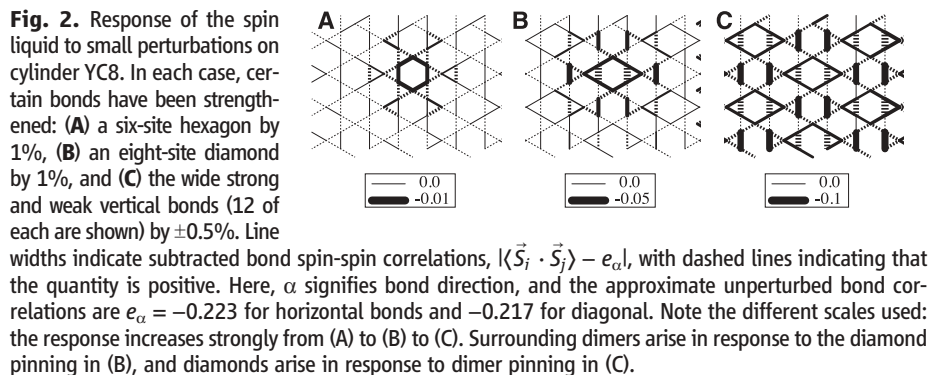 Fig. 2. Response of the spin
liquid to small perturbations on
cylinder YC8. In each case, cer-
tain bonds have been strength-
ened: (A) a six-site hexagon by
1%, (B) an eight-site diamond
by 1%, and (C) the wide strong
and weak vertical bonds (12 of
each are shown) by ±0.5%. Line
widths indicate subtracted bond spin-spin correlations, |⟨S⃗i · S⃗j⟩ − eα|, with dashed lines indicating that
the quantity is positive. Here, α signifies bond direction, and the approximate unperturbed bond cor-
relations are eα = −0.223 for horizontal bonds and −0.217 for diagonal. Note the different scales used:
the response increases strongly from (A) to (B) to (C). Surrounding dimers arise in response to the diamond
pinning in (B), and diamonds arise in response to dimer pinning in (C).
A
0.0
-0.01
B
0.0
-0.05
C
0.0
-0.1